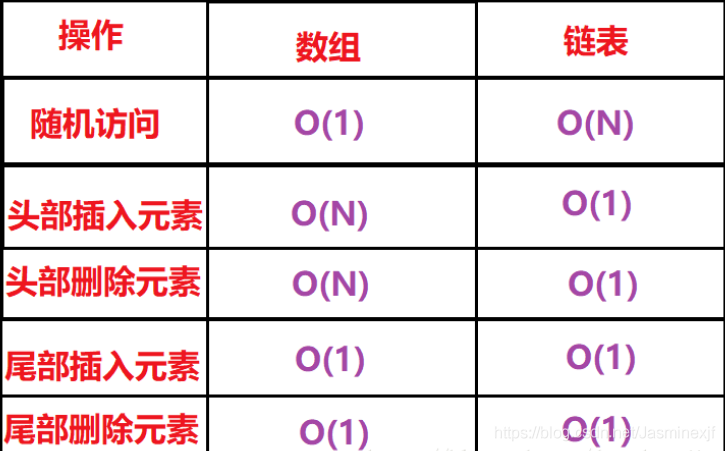 操作 数组 链表
随机访问 O(1) O(N)
头部插入元素 O(N) O(1)
头部删除元素 O(N) O(1)
尾部插入元素 O(1) O(1)
尾部删除元素 O(1) O(1)
https://blog.csdn.net/Jasminexjf